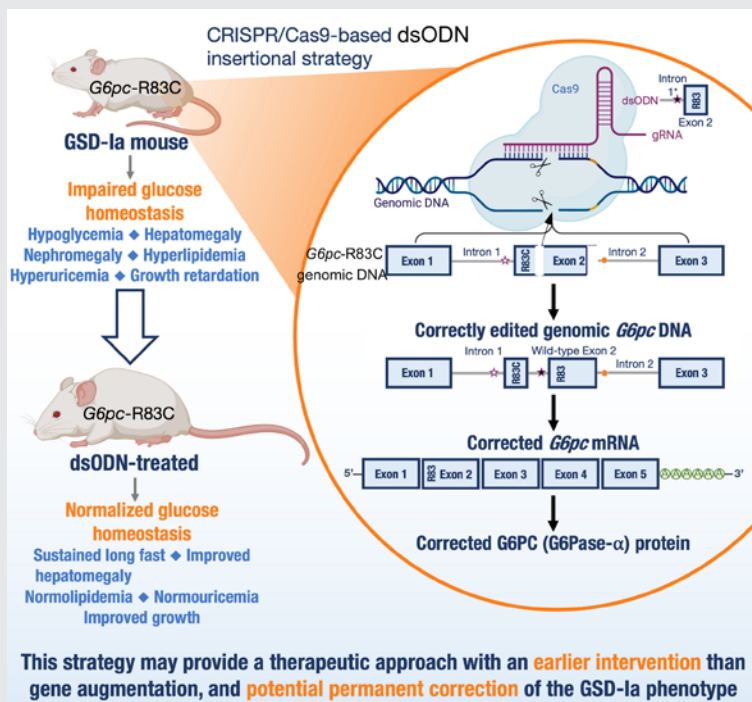 CRISPR/Cas9-based dsODN
insertional strategy
G6pc-R83C
GSD-Ia mouse
Impaired glucose
homeostasis
Hypoglycemia ◆ Hepatomegaly
Nephromegaly ◆ Hyperlipidemia
Hyperuricemia ◆ Growth retardation
G6pc-R83C
dsODN-treated
Normalized glucose
homeostasis
Sustained long fast ◆ Improved
hepatomegaly
Normolipidemia ◆ Normouricemia
Improved growth
Cas9
dsODN
Intron
1*
R83
Exon 2
gRNA
Genomic DNA
G6pc-R83C
genomic DNA
Exon 1
Intron 1
R83C
Exon 2
Intron 2
Exon 3
Correctly edited genomic G6pc DNA
Intron 1
Wild-type Exon 2
Intron 2
Exon 1
R83C
R83
Exon 3
Corrected G6pc mRNA
5'
Exon 1
R83
Exon 2
Exon 3
Exon 4
Exon 5
AAAAAA
3'
Corrected G6PC (G6Pase-α) protein
This strategy may provide a therapeutic approach with an earlier intervention than
gene augmentation, and potential permanent correction of the GSD-Ia phenotype